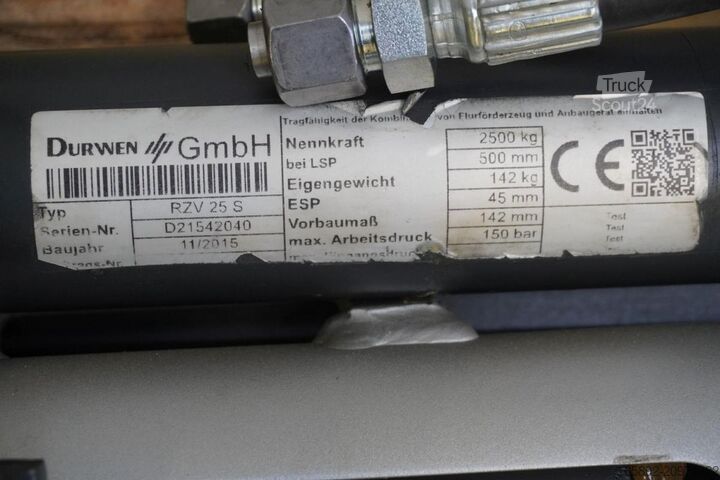 Truck
Scout24
Tragfähigkeit der Kombin von Flurförderzeug und Anbaugerät einhalten
DURWEN GmbH
Typ RZV 25 S
Serien-Nr. D21542040
Baujahr 11/2015
Nennkraft 2500 kg
bei LSP 500 mm
Eigengewicht 142 kg
ESP 45 mm
Vorbaumaß 142 mm
max. Arbeitsdruck 150 bar
CE
Test
Test
Test
Test